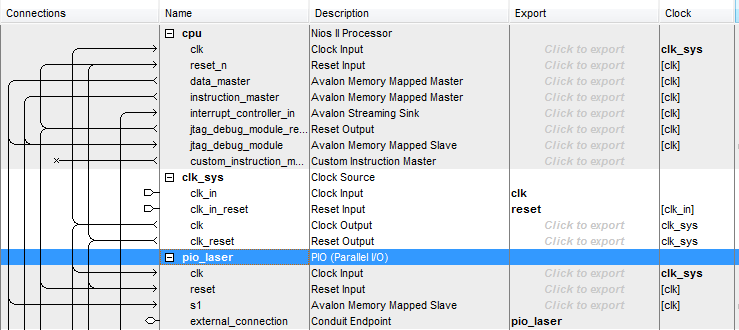 Connections Name Description Export Clock
cpu Nios II Processor
clk Clock Input Click to export clk_sys
reset_n Reset Input Click to export [clk]
data_master Avalon Memory Mapped Master Click to export [clk]
instruction_master Avalon Memory Mapped Master Click to export [clk]
interrupt_controller_in Avalon Streaming Sink Click to export [clk]
jtag_debug_module_re... Reset Output Click to export [clk]
jtag_debug_module Avalon Memory Mapped Slave Click to export [clk]
custom_instruction_m... Custom Instruction Master Click to export
clk_sys Clock Source
clk_in Clock Input clk
clk_in_reset Reset Input reset [clk_in]
clk Clock Output Click to export clk_sys
clk_reset Reset Output Click to export clk_sys
pio_laser PIO (Parallel I/O)
clk Clock Input Click to export clk_sys
reset Reset Input Click to export [clk]
s1 Avalon Memory Mapped Slave Click to export [clk]
external_connection Conduit Endpoint pio_laser